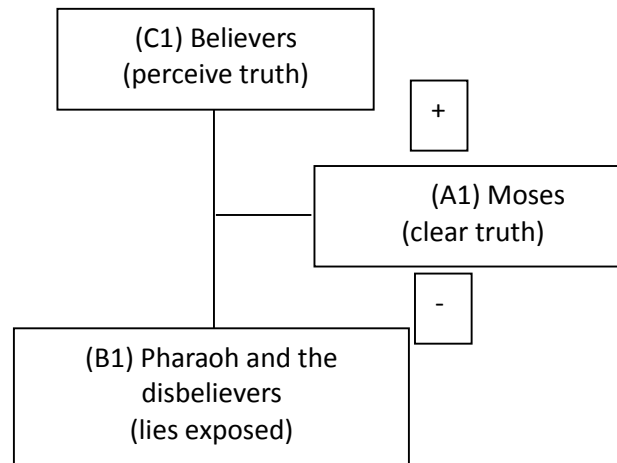 (C1) Believers
(perceive truth)
+
(A1) Moses
(clear truth)
-
(B1) Pharaoh and the
disbelievers
(lies exposed)